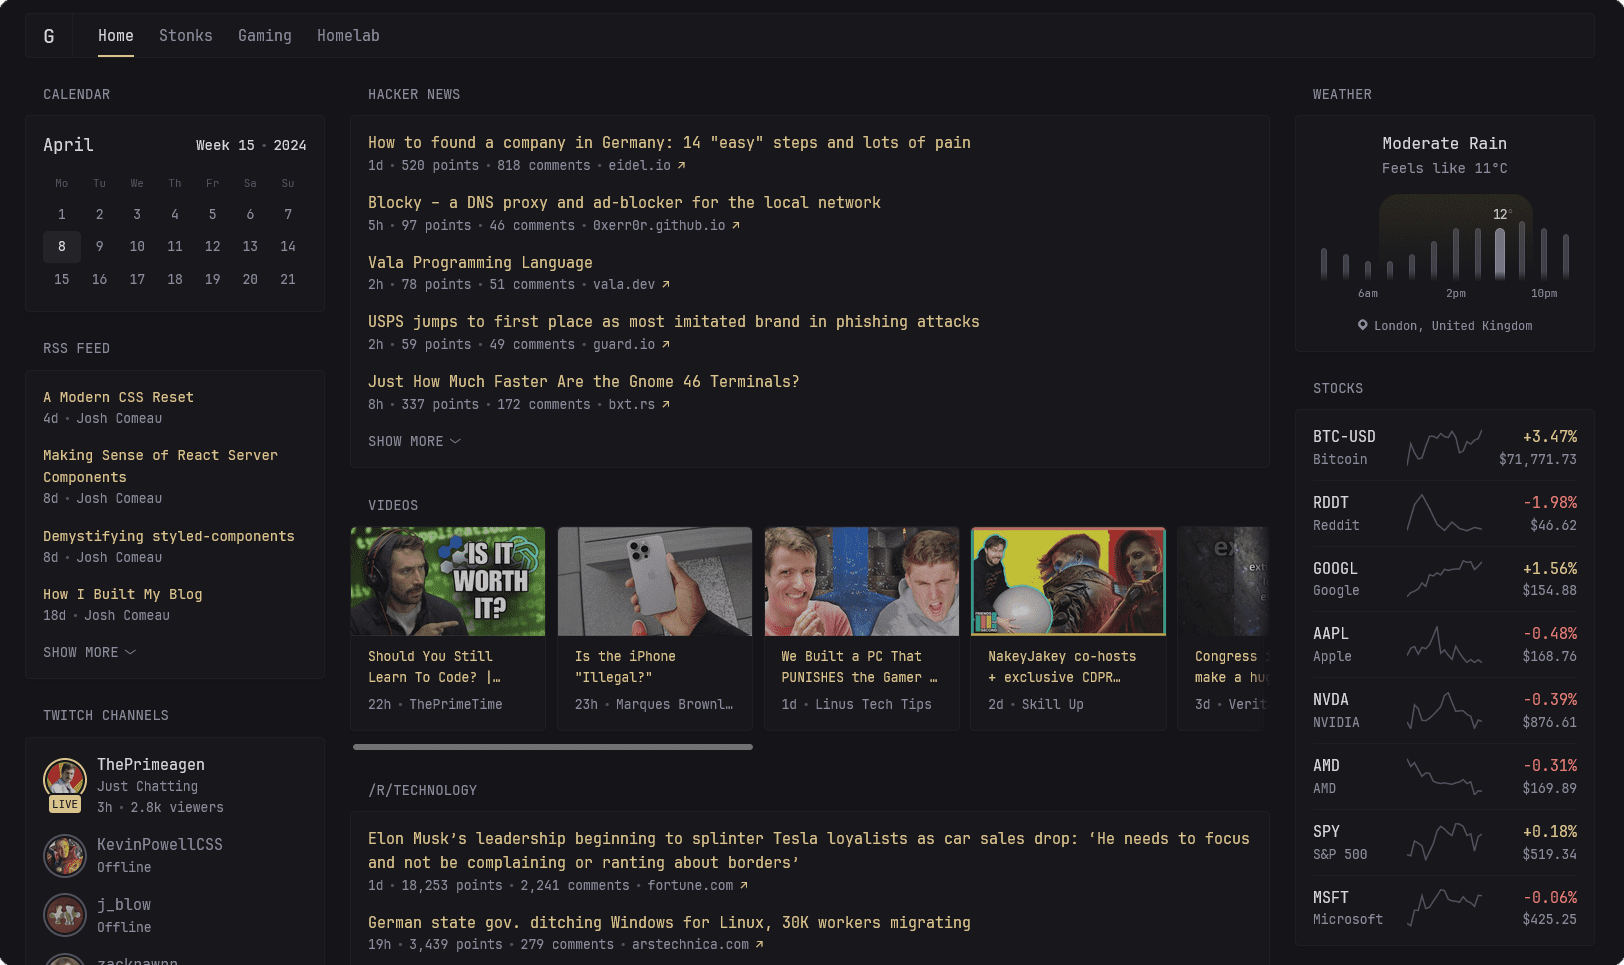 G
Home
Stonks
Gaming
Homelab
CALENDAR
April
Week 15 • 2024
Mo Tu We Th Fr Sa Su
1 2 3 4 5 6 7
8 9 10 11 12 13 14
15 16 17 18 19 20 21
RSS FEED
A Modern CSS Reset
4d • Josh Comeau
Making Sense of React Server
Components
8d • Josh Comeau
Demystifying styled-components
8d • Josh Comeau
How I Built My Blog
18d • Josh Comeau
SHOW MORE
TWITCH CHANNELS
ThePrimeagen
Just Chatting
3h • 2.8k viewers
LIVE
KevinPowellCSS
Offline
j_blow
Offline
HACKER NEWS
How to found a company in Germany: 14 "easy" steps and lots of pain
1d • 520 points • 818 comments • eidel.io ↗
Blocky – a DNS proxy and ad-blocker for the local network
5h • 97 points • 46 comments • 0xerr0r.github.io ↗
Vala Programming Language
2h • 78 points • 51 comments • vala.dev ↗
USPS jumps to first place as most imitated brand in phishing attacks
2h • 59 points • 49 comments • guard.io ↗
Just How Much Faster Are the Gnome 46 Terminals?
8h • 337 points • 172 comments • bxt.rs ↗
SHOW MORE
VIDEOS
IS IT
WORTH
IT?
Should You Still
Learn To Code? |…
22h • ThePrimeTime
Is the iPhone
"Illegal?"
23h • Marques Brownl…
We Built a PC That
PUNISHES the Gamer …
1d • Linus Tech Tips
NakeyJakey co-hosts
+ exclusive CDPR…
2d • Skill Up
Congress
make a hu
3d • Verit
/R/TECHNOLOGY
Elon Musk’s leadership beginning to splinter Tesla loyalists as car sales drop: ‘He needs to focus
and not be complaining or ranting about borders’
1d • 18,253 points • 2,241 comments • fortune.com ↗
German state gov. ditching Windows for Linux, 30K workers migrating
19h • 3,439 points • 279 comments • arstechnica.com ↗
WEATHER
Moderate Rain
Feels like 11°C
12°
6am 2pm 10pm
London, United Kingdom
STOCKS
BTC-USD +3.47%
Bitcoin $71,771.73
RDDT -1.98%
Reddit $46.62
GOOGL +1.56%
Google $154.88
AAPL -0.48%
Apple $168.76
NVDA -0.39%
NVIDIA $876.61
AMD -0.31%
AMD $169.89
SPY +0.18%
S&P 500 $519.34
MSFT -0.06%
Microsoft $425.25